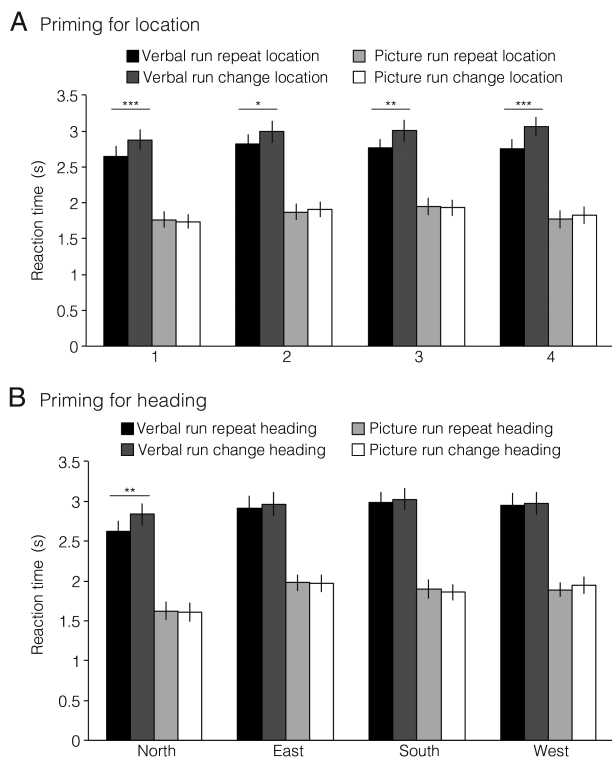 A Priming for location
Verbal run repeat location Picture run repeat location
Verbal run change location Picture run change location
3.5
*** * ** ***
3
2.5
2
1.5
1
0.5
0
Reaction time (s)
1 2 3 4
B Priming for heading
Verbal run repeat heading Picture run repeat heading
Verbal run change heading Picture run change heading
3.5
**
3
2.5
2
1.5
1
0.5
0
Reaction time (s)
North East South West